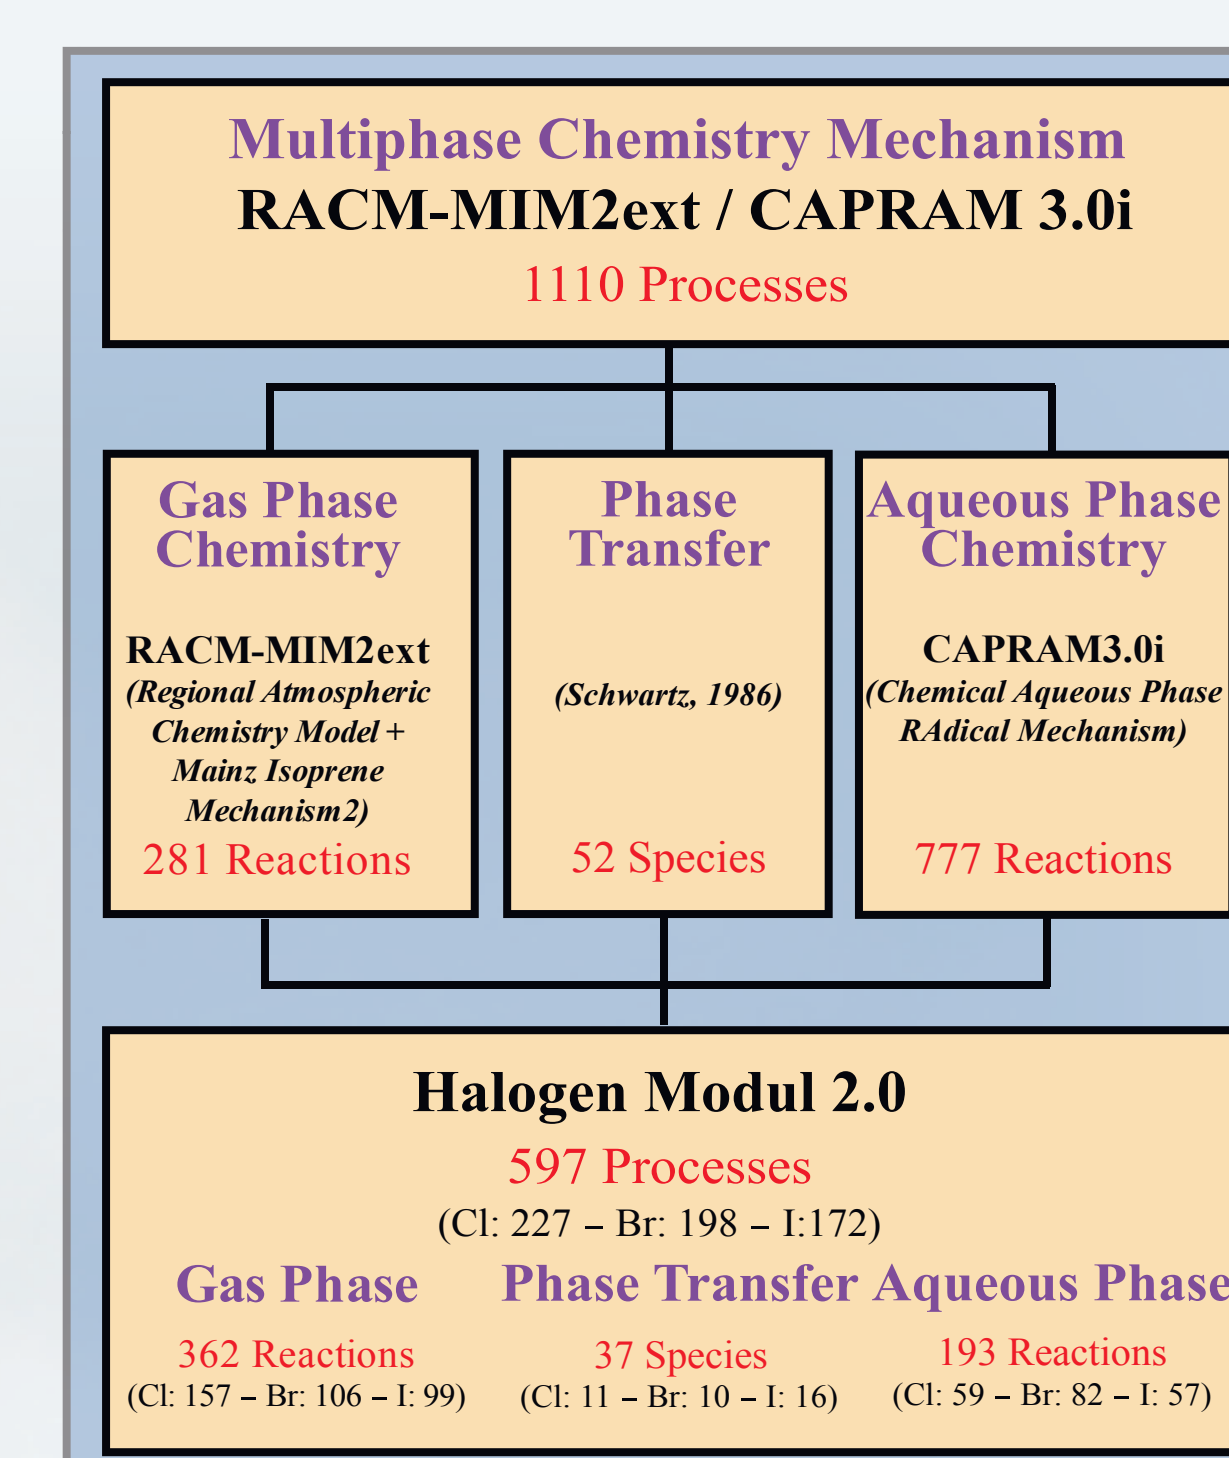 Multiphase Chemistry Mechanism
RACM-MIM2ext / CAPRAM 3.0i
1110 Processes
Gas Phase
Chemistry
RACM-MIM2ext
(Regional Atmospheric
Chemistry Model +
Mainz Isoprene
Mechanism2)
281 Reactions
Phase
Transfer
(Schwartz, 1986)
52 Species
Aqueous Phase
Chemistry
CAPRAM3.0i
(Chemical Aqueous Phase
RAdical Mechanism)
777 Reactions
Halogen Modul 2.0
597 Processes
(Cl: 227 – Br: 198 – I:172)
Gas Phase
362 Reactions
(Cl: 157 – Br: 106 – I: 99)
Phase Transfer
37 Species
(Cl: 11 – Br: 10 – I: 16)
Aqueous Phase
193 Reactions
(Cl: 59 – Br: 82 – I: 57)